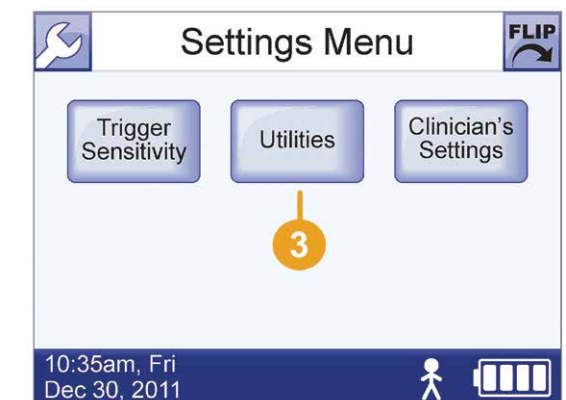 Settings Menu
FLIP
Trigger
Sensitivity
Utilities
Clinician's
Settings
3
10:35am, Fri
Dec 30, 2011